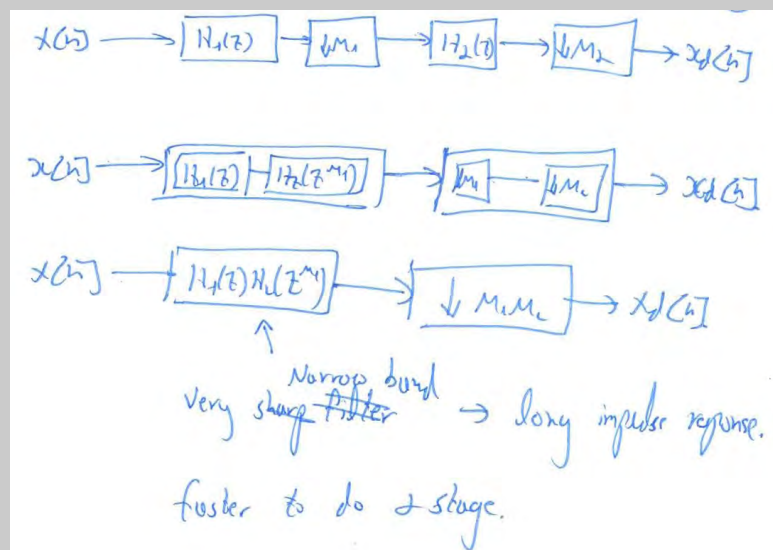 x[n] → H₁(z) → ↓M₁ → H₂(z) → ↓M₂ → xd[n]
x[n] → H₁(z) H₂(z^M₁) → ↓M₁ ↓M₂ → xd[n]
x[n] → H₁(z)H₂(z^M₁) → ↓ M₁M₂ → xd[n]
Narrow band
very sharp filter → long impulse reponse.
faster to do 2 stage.